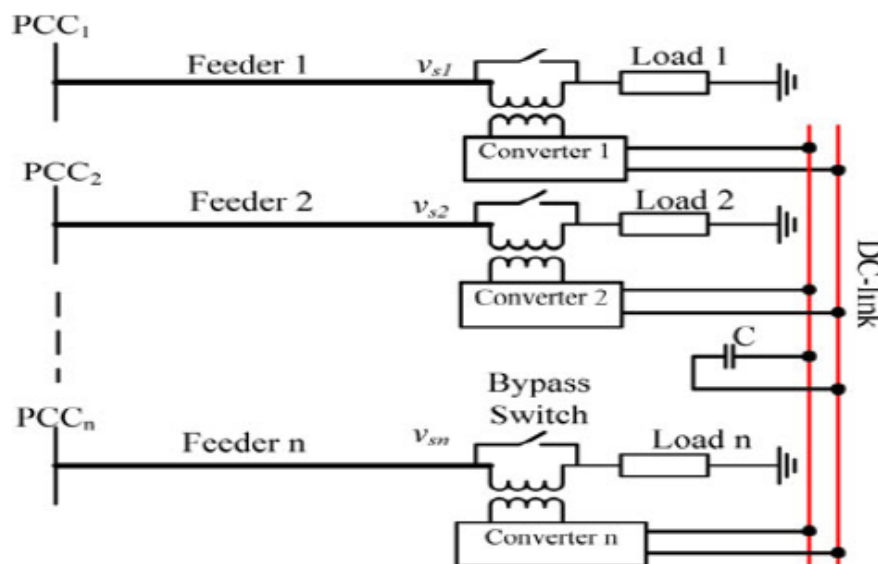 PCC1
Feeder 1
vs1
Load 1
Converter 1
PCC2
Feeder 2
vs2
Load 2
Converter 2
DC-link
C
Bypass
Switch
PCCn
Feeder n
vsn
Load n
Converter n